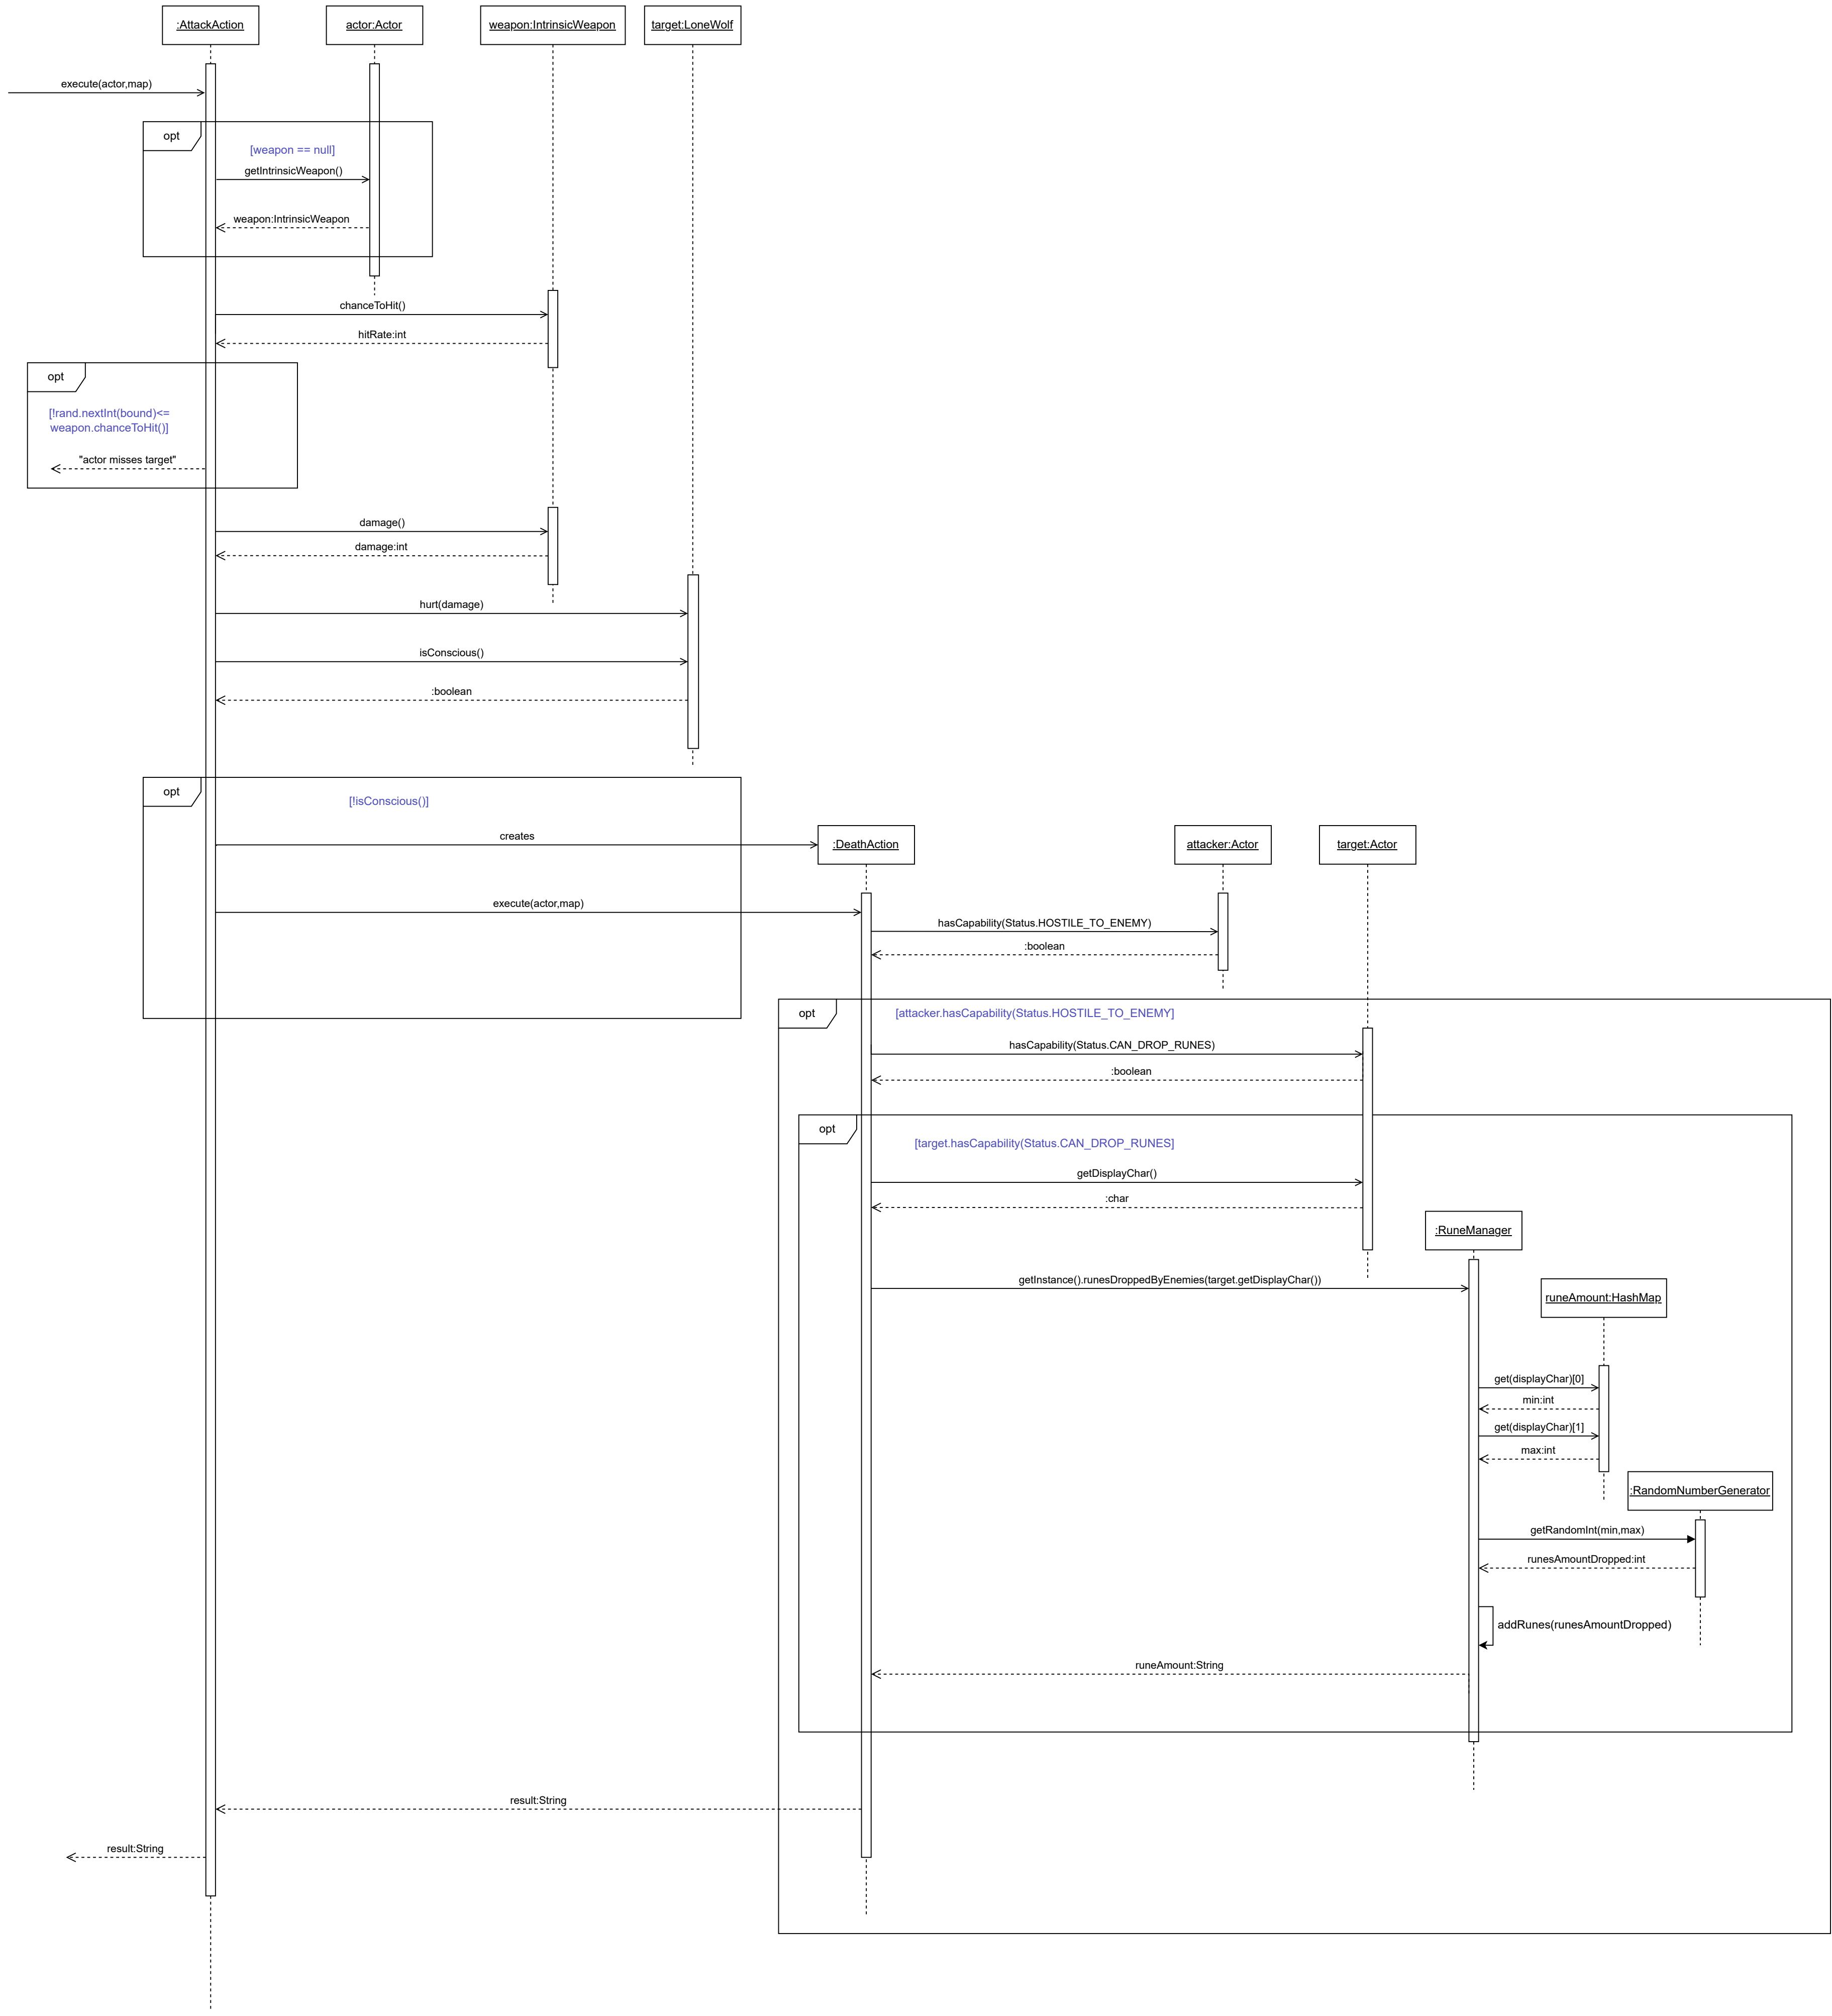 :AttackAction
actor:Actor
weapon:IntrinsicWeapon
target:LoneWolf
execute(actor,map)
opt
[weapon == null]
getIntrinsicWeapon()
weapon:IntrinsicWeapon
chanceToHit()
hitRate:int
opt
[!rand.nextInt(bound)<=
weapon.chanceToHit()]
"actor misses target"
damage()
damage:int
hurt(damage)
isConscious()
:boolean
opt
[!isConscious()]
creates
:DeathAction
attacker:Actor
target:Actor
execute(actor,map)
hasCapability(Status.HOSTILE_TO_ENEMY)
:boolean
opt
[attacker.hasCapability(Status.HOSTILE_TO_ENEMY]
hasCapability(Status.CAN_DROP_RUNES)
:boolean
opt
[target.hasCapability(Status.CAN_DROP_RUNES]
getDisplayChar()
:char
:RuneManager
getInstance().runesDroppedByEnemies(target.getDisplayChar())
runeAmount:HashMap
get(displayChar)[0]
min:int
get(displayChar)[1]
max:int
:RandomNumberGenerator
getRandomInt(min,max)
runesAmountDropped:int
addRunes(runesAmountDropped)
runeAmount:String
result:String
result:String